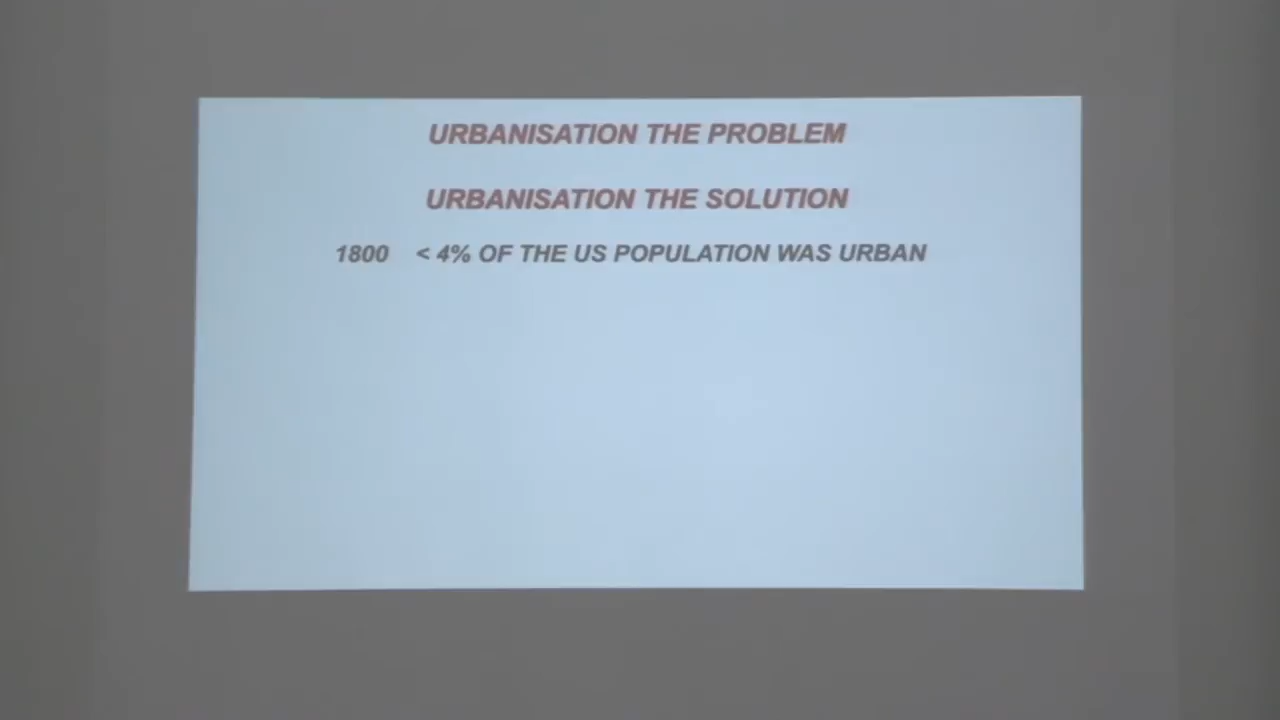 URBANISATION THE PROBLEM
URBANISATION THE SOLUTION
1800 < 4% OF THE US POPULATION WAS URBAN